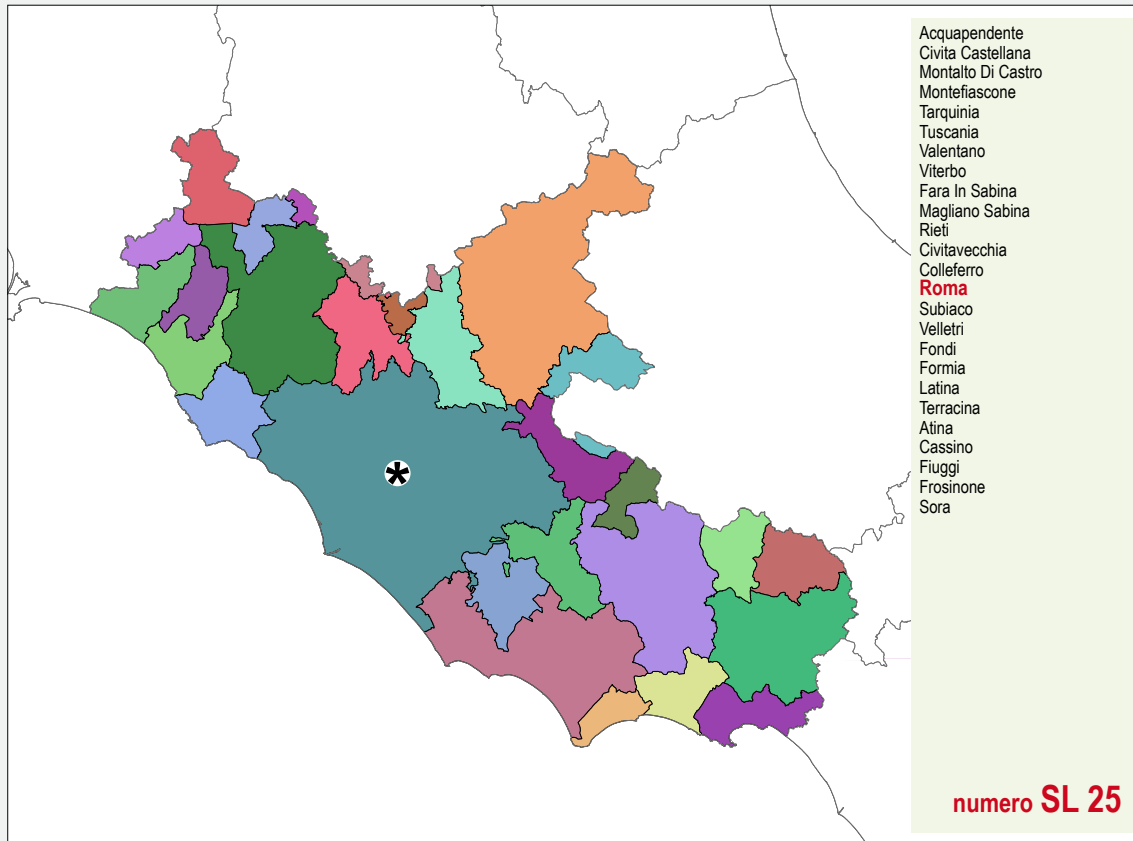 Acquapendente
Civita Castellana
Montalto Di Castro
Montefiascone
Tarquinia
Tuscania
Valentano
Viterbo
Fara In Sabina
Magliano Sabina
Rieti
Civitavecchia
Colleferro
Roma
Subiaco
Velletri
Fondi
Formia
Latina
Terracina
Atina
Cassino
Fiuggi
Frosinone
Sora
numero SL 25